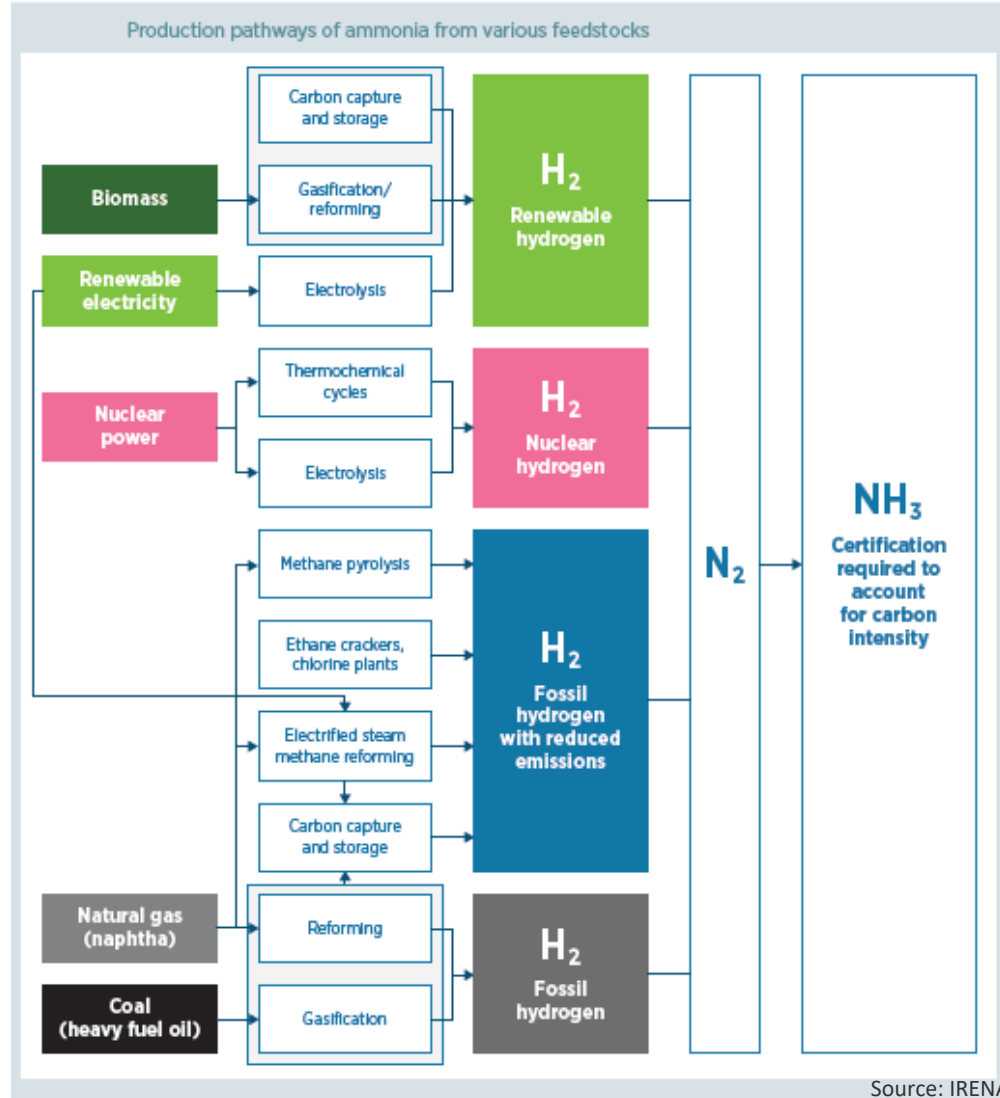 Production pathways of ammonia from various feedstocks
Carbon capture
and storage
Biomass
Gasification/
reforming
H₂
Renewable
hydrogen
Renewable
electricity
Electrolysis
Nuclear
power
Thermochemical
cycles
Electrolysis
H₂
Nuclear
hydrogen
Methane pyrolysis
Ethane crackers,
chlorine plants
Electrified steam
methane reforming
Carbon capture
and storage
H₂
Fossil
hydrogen
with reduced
emissions
Natural gas
(naphtha)
Reforming
Coal
(heavy fuel oil)
Gasification
H₂
Fossil
hydrogen
N₂
NH₃
Certification
required to
account
for carbon
intensity
Source: IRENA